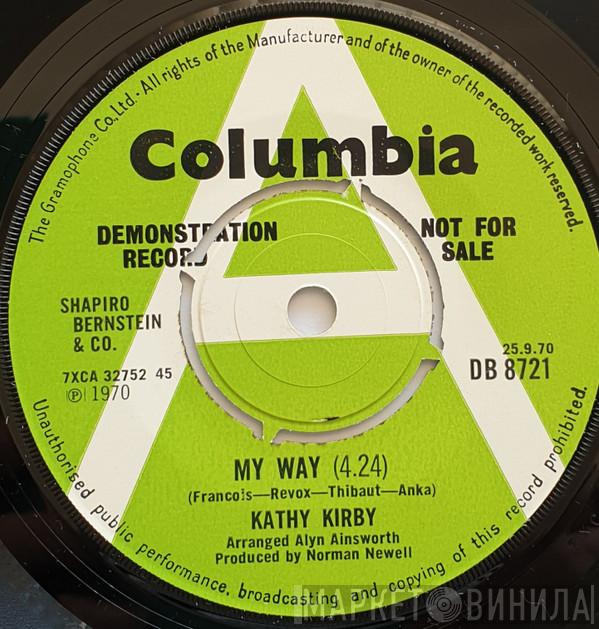 The Gramophone Co. Ltd.· All rights of the Manufacturer and of the owner of the recorded work reserved.
Columbia
DEMONSTRATION
RECORD
NOT FOR
SALE
SHAPIRO
BERNSTEIN
& CO.
7XCA 32752 45
Ⓟ 1970
25.9.70
DB 8721
MY WAY (4.24)
(Francois—Revox—Thibaut—Anka)
KATHY KIRBY
Arranged Alyn Ainsworth
Produced by Norman Newell
Unauthorised public performance, broadcasting and copying of this record prohibited.
МАРКЕТ ВИНИЛА